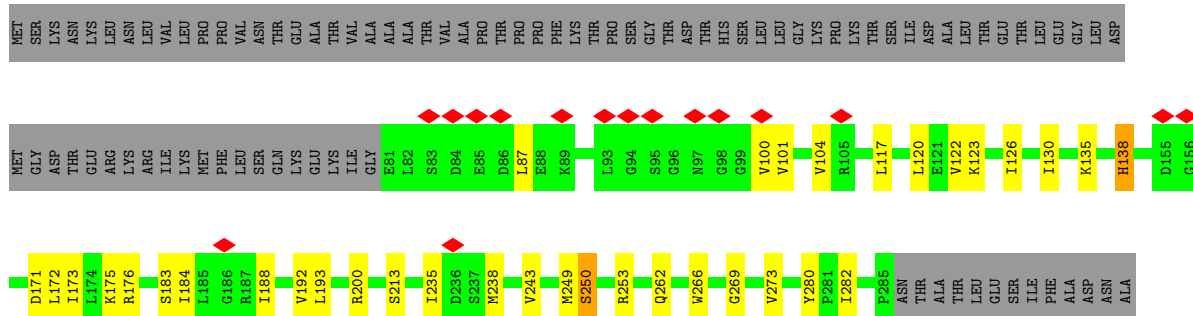 MET SER LYS ASN LYS LEU ASN LEU VAL LEU PRO PRO VAL ASN THR GLU ALA THR VAL ALA ALA ALA THR VAL ALA PRO THR PRO PRO PHE LYS THR PRO SER GLY THR ASP THR HIS SER LEU LEU GLY LYS PRO LYS THR SER ILE ASP ALA LEU THR GLU THR LEU GLU GLY LEU ASP
MET GLY ASP THR GLU ARG LYS ARG ILE LYS MET PHE LEU SER GLN LYS GLU LYS ILE GLY E81 L82 S83 D84 E85 D86 L87 E88 K89 L93 G94 S95 G96 N97 G98 G99 V100 V101 V104 R105 L117 L120 E121 V122 K123 I126 I130 K135 H138 D155 G156
D171 L172 I173 L174 K175 R176 S183 I184 L185 G186 R187 I188 V192 L193 R200 S213 I235 D236 S237 M238 V243 M249 S250 R253 Q262 W266 G269 V273 Y280 P281 I282 P285 ASN THR ALA THR LEU GLU SER ILE PHE ALA ASP ASN ALA